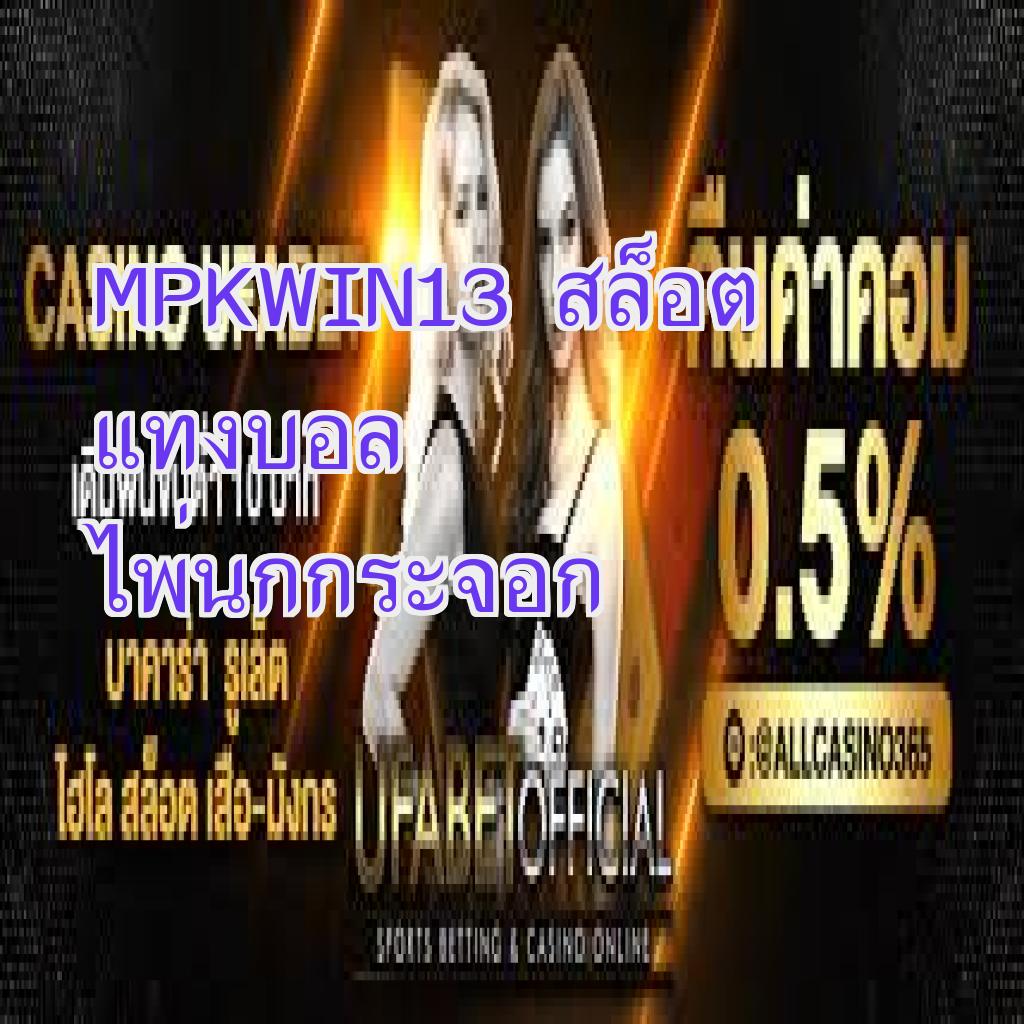 CASINO UFABET
MPKWIN13 สล็อต
แทงบอล
ไพ่นกกระจอก
บาคาร่า รูเล็ต
ไฮโล สล็อต เสือ-มังกร
คืนค่าคอม
0.5%
:@ALLCASINO365
UFABET OFFICIAL
SPORTS BETTING & CASINO ONLINE